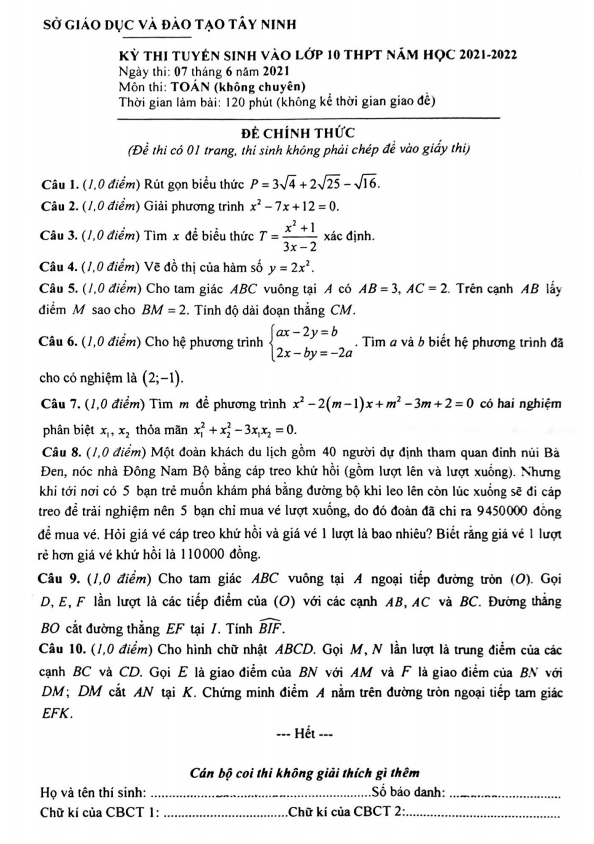 SỞ GIÁO DỤC VÀ ĐÀO TẠO TÂY NINH
KỲ THI TUYỂN SINH VÀO LỚP 10 THPT NĂM HỌC 2021-2022
Ngày thi: 07 tháng 6 năm 2021
Môn thi: TOÁN (không chuyên)
Thời gian làm bài: 120 phút (không kể thời gian giao đề)
ĐỀ CHÍNH THỨC
(Đề thi có 01 trang, thí sinh không phải chép đề vào giấy thi)
Câu 1. (1,0 điểm) Rút gọn biểu thức P = 3√4 + 2√25 − √16.
Câu 2. (1,0 điểm) Giải phương trình x² − 7x + 12 = 0.
Câu 3. (1,0 điểm) Tìm x để biểu thức T = (x² + 1)/(3x − 2) xác định.
Câu 4. (1,0 điểm) Vẽ đồ thị của hàm số y = 2x².
Câu 5. (1,0 điểm) Cho tam giác ABC vuông tại A có AB = 3, AC = 2. Trên cạnh AB lấy
điểm M sao cho BM = 2. Tính độ dài đoạn thẳng CM.
Câu 6. (1,0 điểm) Cho hệ phương trình {ax − 2y = b; 2x − by = −2a. Tìm a và b biết hệ phương trình đã
cho có nghiệm là (2;−1).
Câu 7. (1,0 điểm) Tìm m để phương trình x² − 2(m−1)x + m² − 3m + 2 = 0 có hai nghiệm
phân biệt x₁, x₂ thỏa mãn x₁² + x₂² − 3x₁x₂ = 0.
Câu 8. (1,0 điểm) Một đoàn khách du lịch gồm 40 người dự định tham quan đỉnh núi Bà
Đen, nóc nhà Đông Nam Bộ bằng cáp treo khứ hồi (gồm lượt lên và lượt xuống). Nhưng
khi tới nơi có 5 bạn trẻ muốn khám phá bằng đường bộ khi leo lên còn lúc xuống sẽ đi cáp
treo để trải nghiệm nên 5 bạn chỉ mua vé lượt xuống, do đó đoàn đã chi ra 9450000 đồng
để mua vé. Hỏi giá vé cáp treo khứ hồi và giá vé 1 lượt là bao nhiêu? Biết rằng giá vé 1 lượt
rẻ hơn giá vé khứ hồi là 110000 đồng.
Câu 9. (1,0 điểm) Cho tam giác ABC vuông tại A ngoại tiếp đường tròn (O). Gọi
D, E, F lần lượt là các tiếp điểm của (O) với các cạnh AB, AC và BC. Đường thẳng
BO cắt đường thẳng EF tại I. Tính BIF.
Câu 10. (1,0 điểm) Cho hình chữ nhật ABCD. Gọi M, N lần lượt là trung điểm của các
cạnh BC và CD. Gọi E là giao điểm của BN với AM và F là giao điểm của BN với
DM; DM cắt AN tại K. Chứng minh điểm A nằm trên đường tròn ngoại tiếp tam giác
EFK.
--- Hết ---
Cán bộ coi thi không giải thích gì thêm
Họ và tên thí sinh: ................................................Số báo danh: ........................
Chữ kí của CBCT 1: ...........................Chữ kí của CBCT 2:...........................